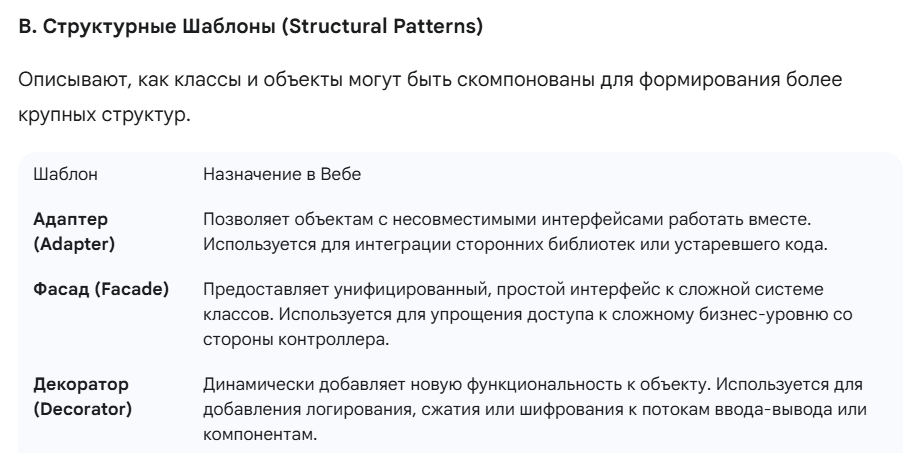 В. Структурные Шаблоны (Structural Patterns)
Описывают, как классы и объекты могут быть скомпонованы для формирования более
крупных структур.
Шаблон Назначение в Вебе
Адаптер Позволяет объектам с несовместимыми интерфейсами работать вместе.
(Adapter) Используется для интеграции сторонних библиотек или устаревшего кода.
Фасад (Facade) Предоставляет унифицированный, простой интерфейс к сложной системе
классов. Используется для упрощения доступа к сложному бизнес-уровню со
стороны контроллера.
Декоратор Динамически добавляет новую функциональность к объекту. Используется для
(Decorator) добавления логирования, сжатия или шифрования к потокам ввода-вывода или
компонентам.